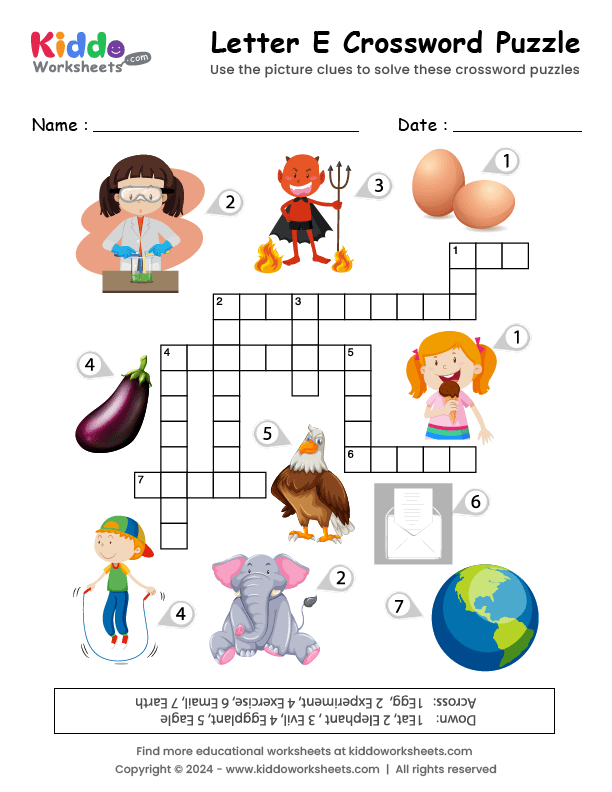 Kiddo
Worksheets .com
Letter E Crossword Puzzle
Use the picture clues to solve these crossword puzzles
Name : Date :
1
3
2
1
2 3
1
4 5
4
5
6
7
6
2
7
4
Across: 1Egg, 2 Experiment, 4 Exercise, 6 Email, 7 Earth
Down: 1Eat, 2 Elephant , 3 Evil, 4 Eggplant, 5 Eagle
Find more educational worksheets at kiddoworksheets.com
Copyright © 2024 - www.kiddoworksheets.com | All rights reserved